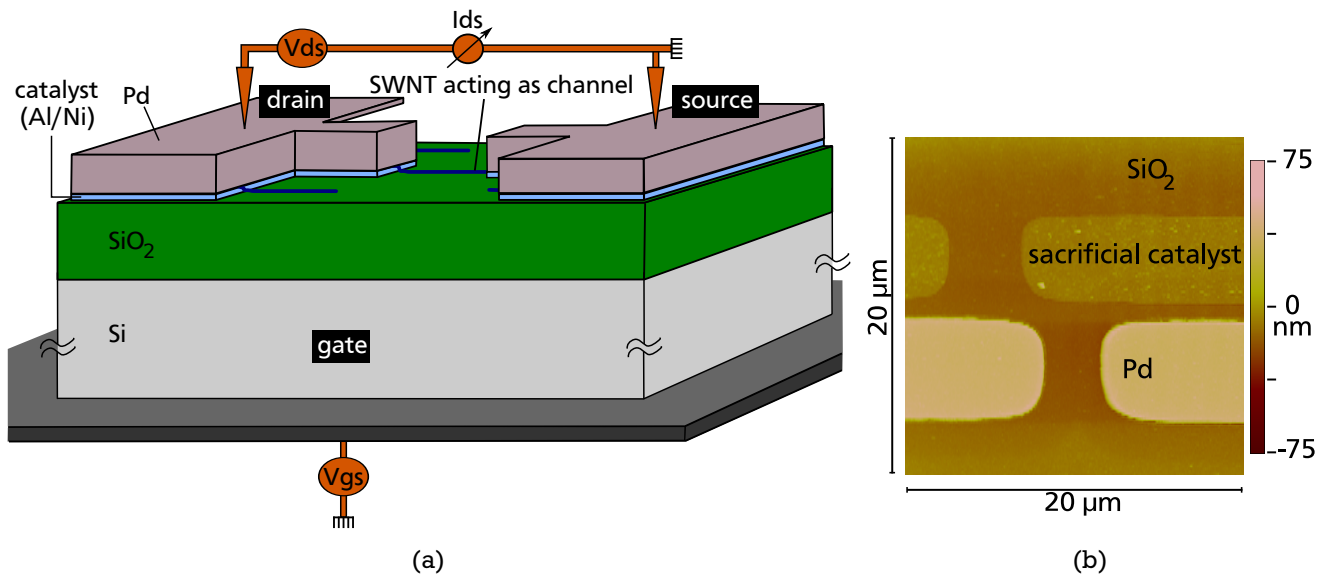 Ids
Vds
catalyst
(Al/Ni)
Pd
drain
SWNT acting as channel
source
SiO2
Si
gate
Vgs
(a)
20 µm
SiO2
sacrificial catalyst
Pd
20 µm
75
0
nm
-75
(b)